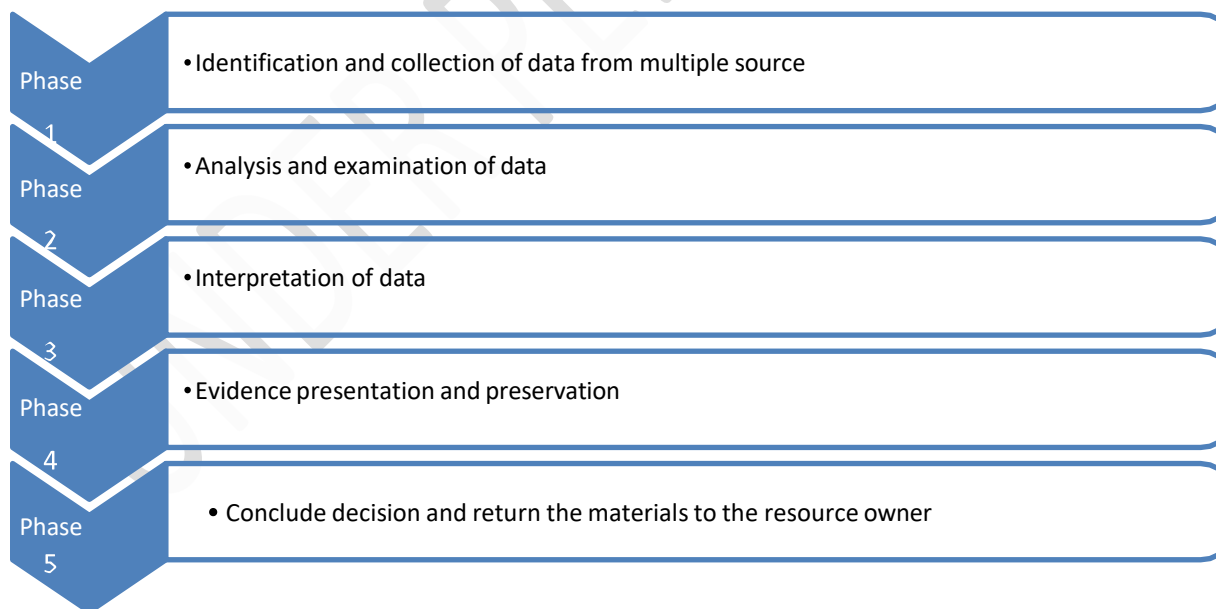 Phase
1
•Identification and collection of data from multiple source
Phase
2
•Analysis and examination of data
Phase
3
•Interpretation of data
Phase
4
•Evidence presentation and preservation
Phase
5
• Conclude decision and return the materials to the resource owner